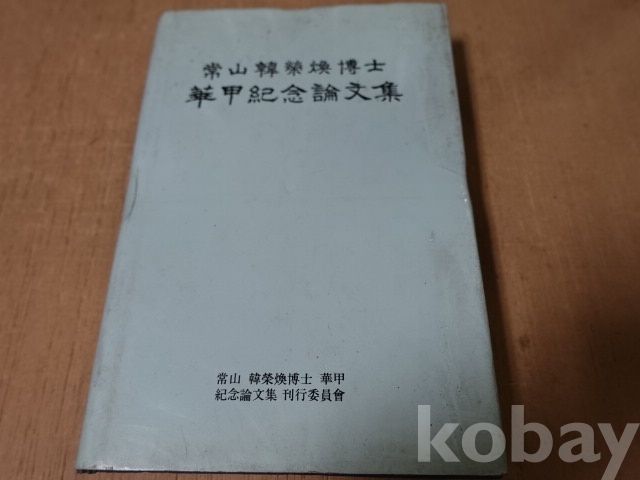 常山韓榮煥博士
華甲紀念論文集
常山 韓榮煥博士 華甲
紀念論文集 刊行委員會
kobay